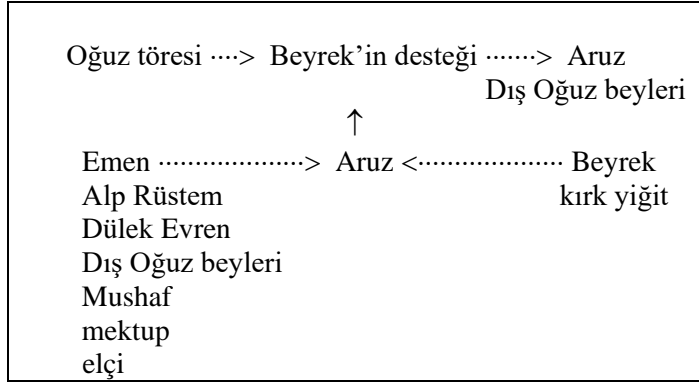 Oğuz töresi ····> Beyrek’in desteği ·······> Aruz
Dış Oğuz beyleri
↑
Emen ····················> Aruz <···················· Beyrek
Alp Rüstem kırk yiğit
Dülek Evren
Dış Oğuz beyleri
Mushaf
mektup
elçi